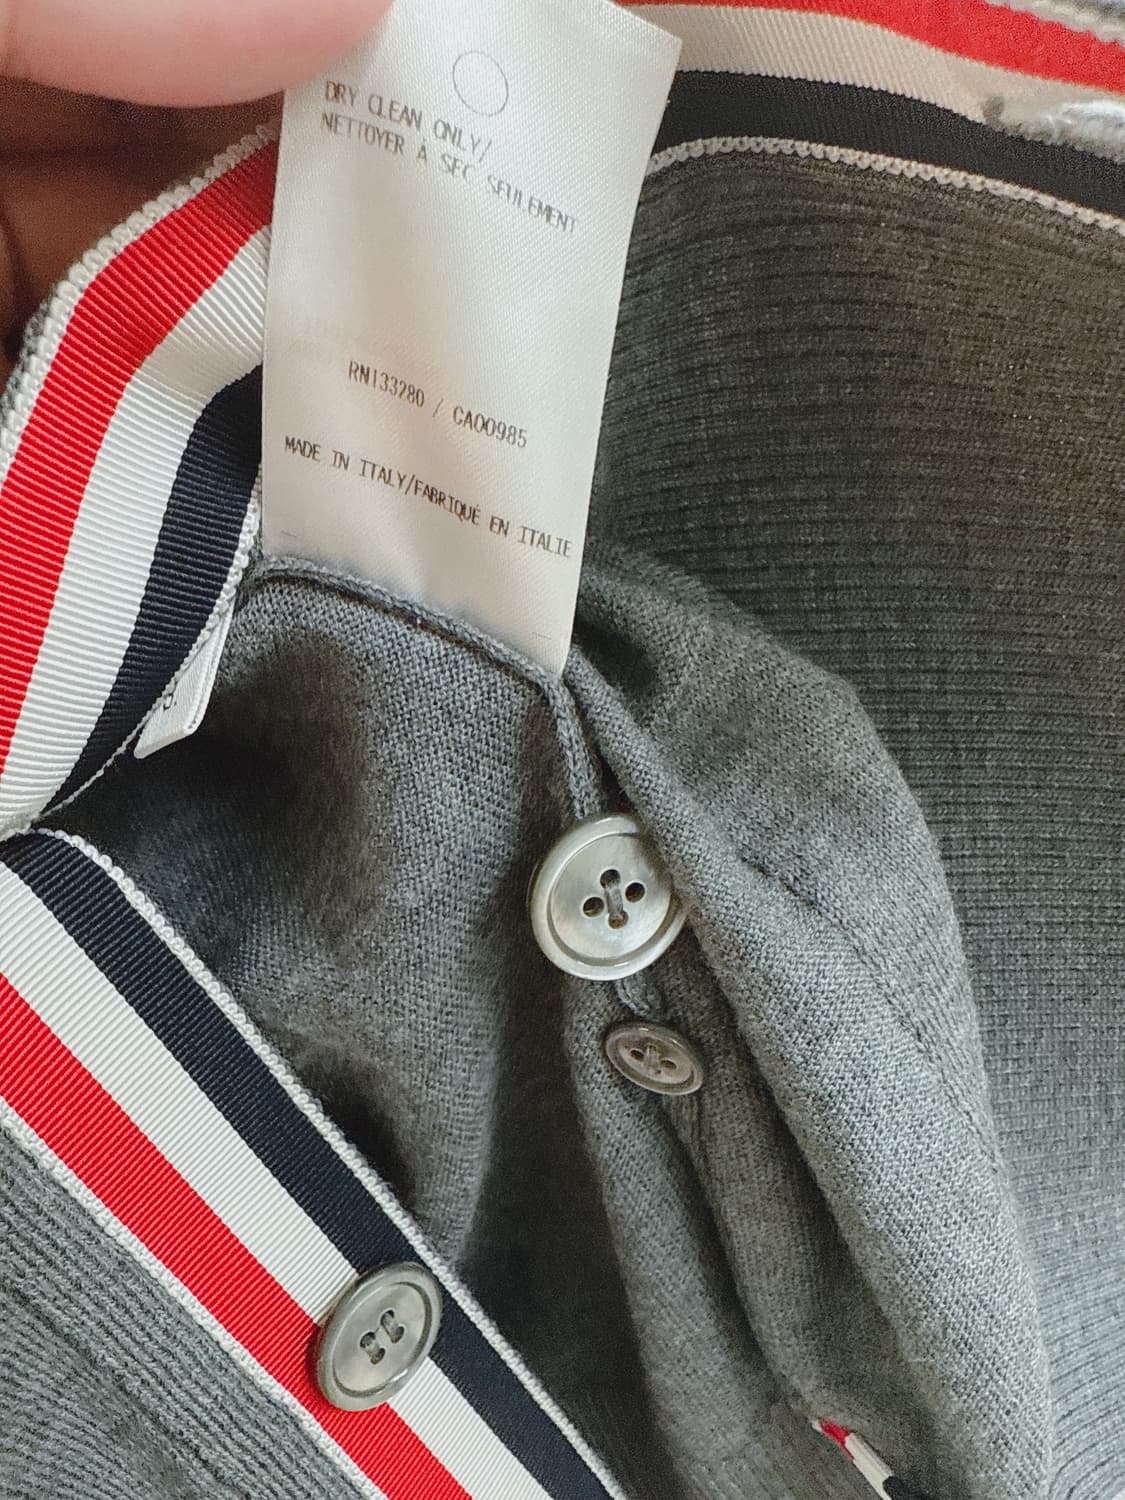 DRY CLEAN ONLY/
NETTOYER À SEC SEULEMENT
RN133280 / CA00985
MADE IN ITALY/FABRIQUÉ EN ITALIE